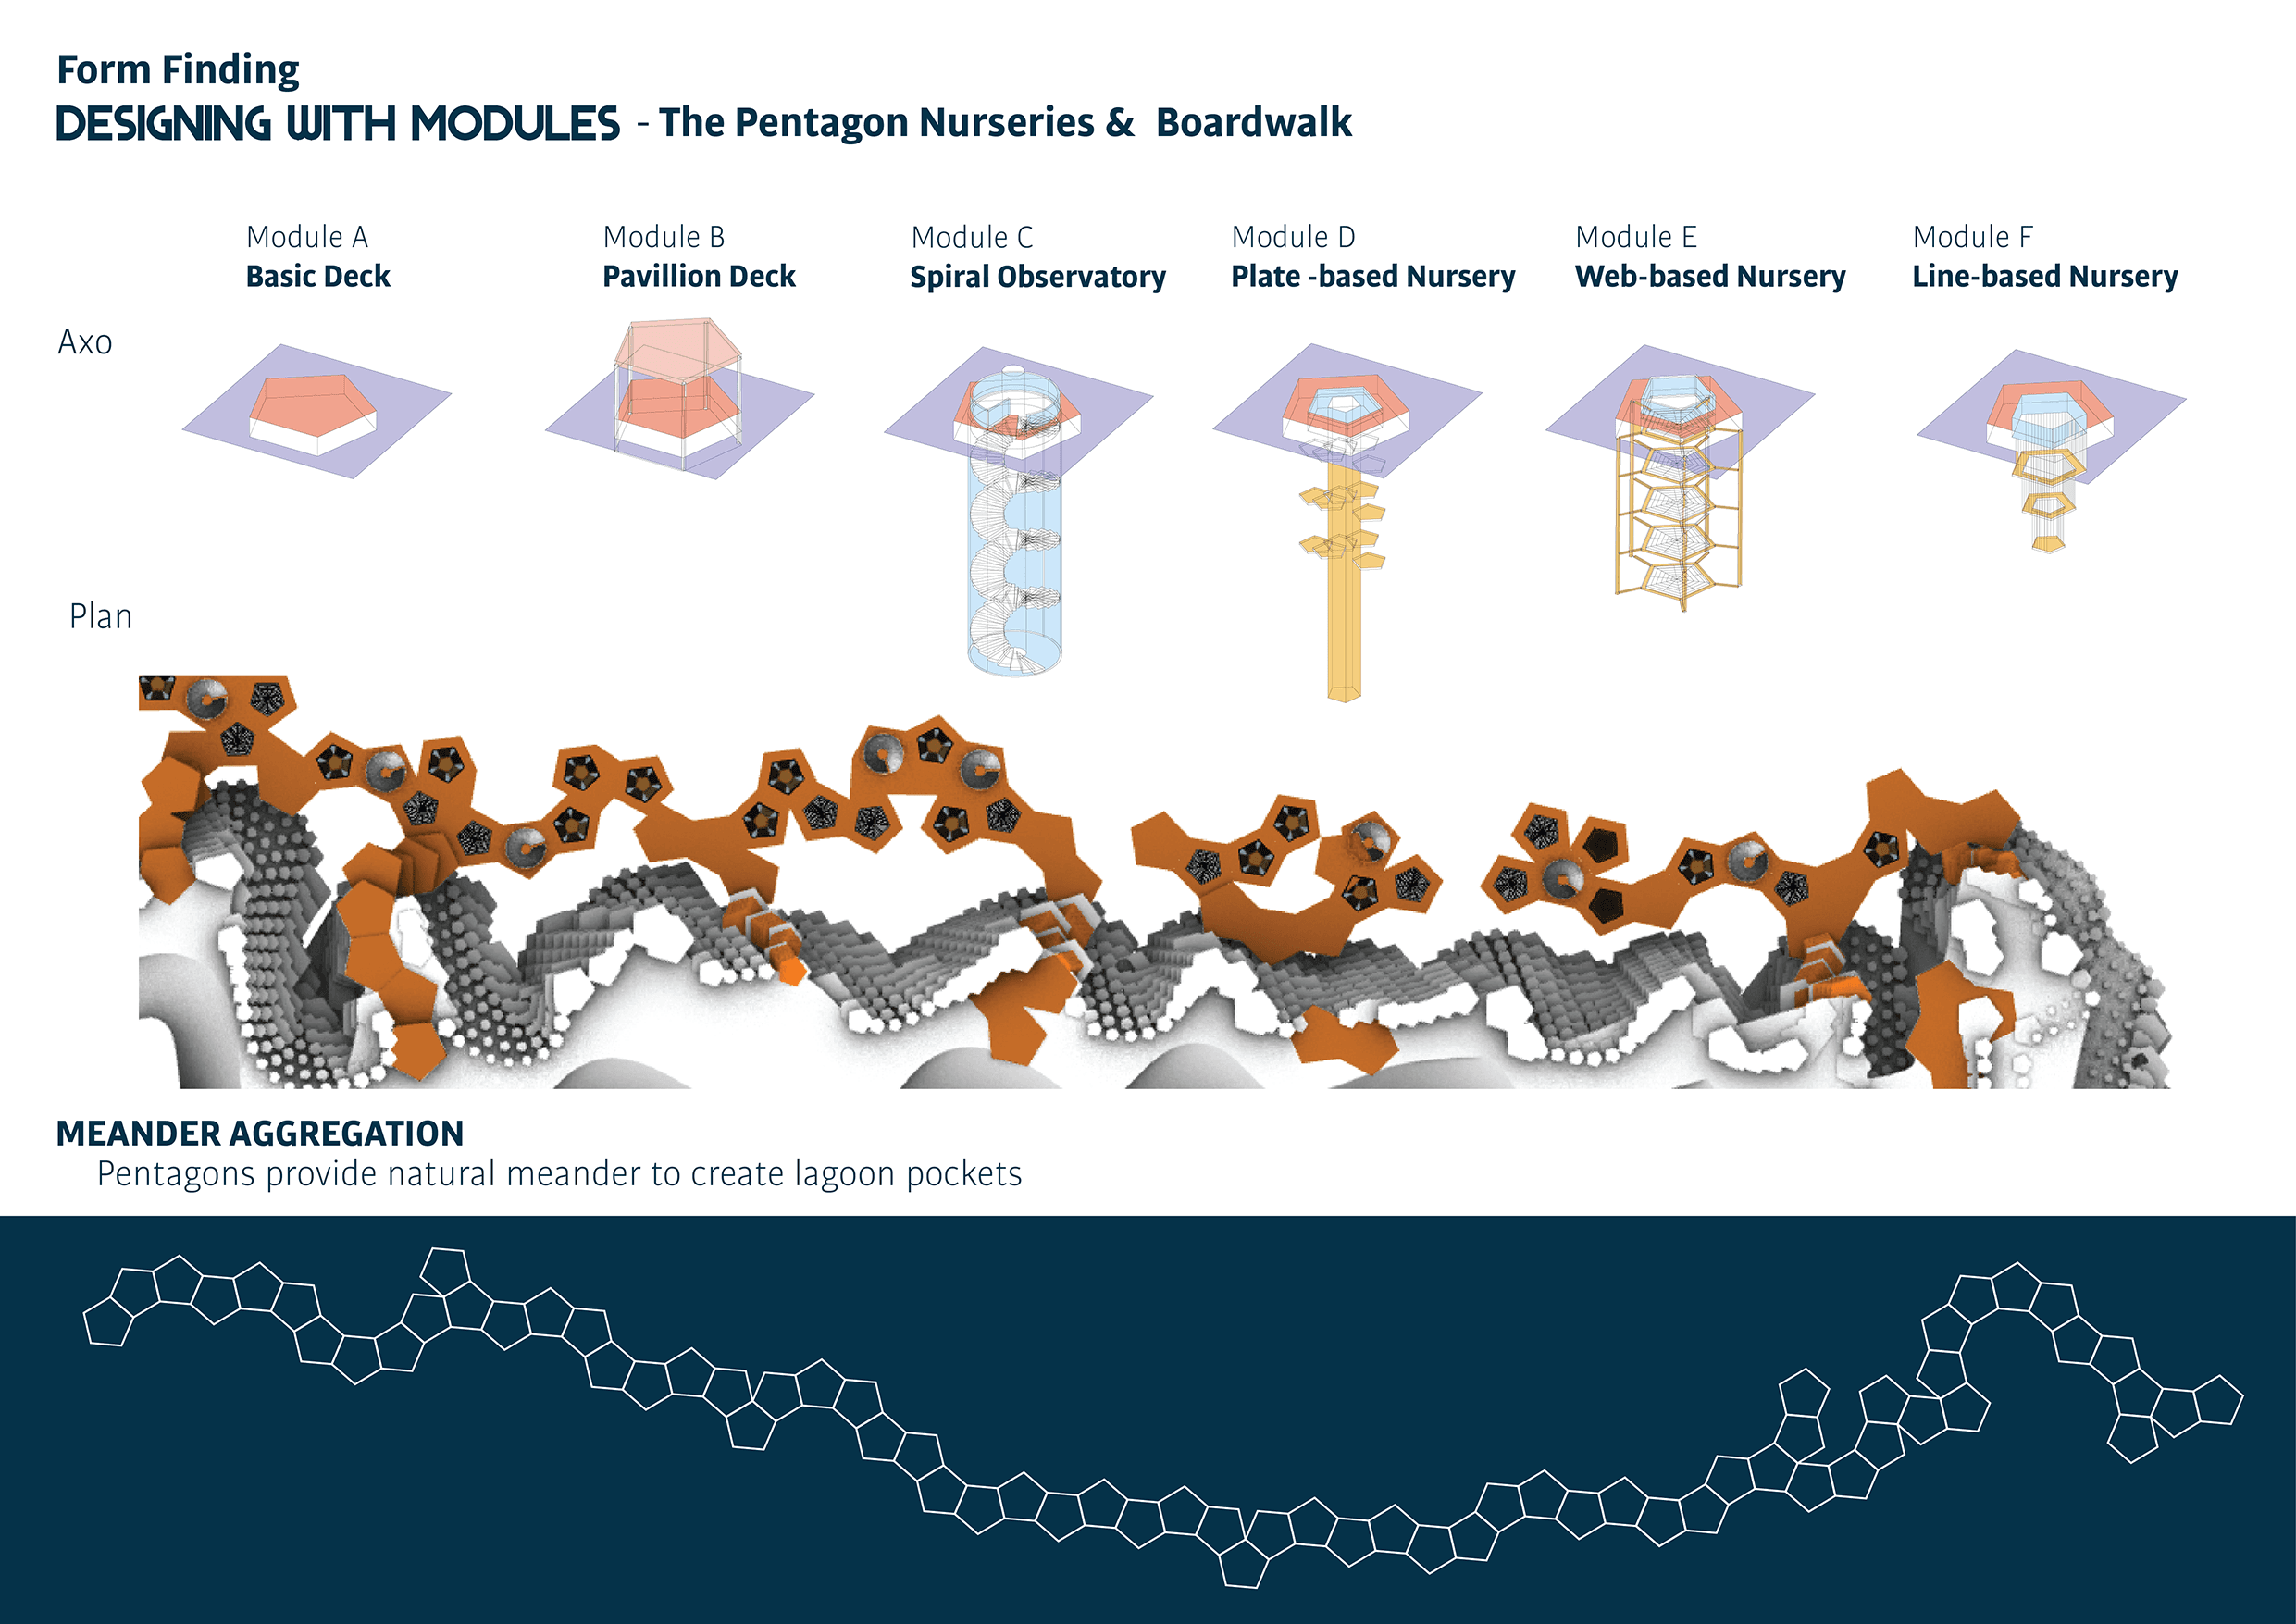 Form Finding
DESIGNING WITH MODULES - The Pentagon Nurseries & Boardwalk
Module A
Basic Deck
Module B
Pavillion Deck
Module C
Spiral Observatory
Module D
Plate -based Nursery
Module E
Web-based Nursery
Module F
Line-based Nursery
Axo
Plan
MEANDER AGGREGATION
Pentagons provide natural meander to create lagoon pockets